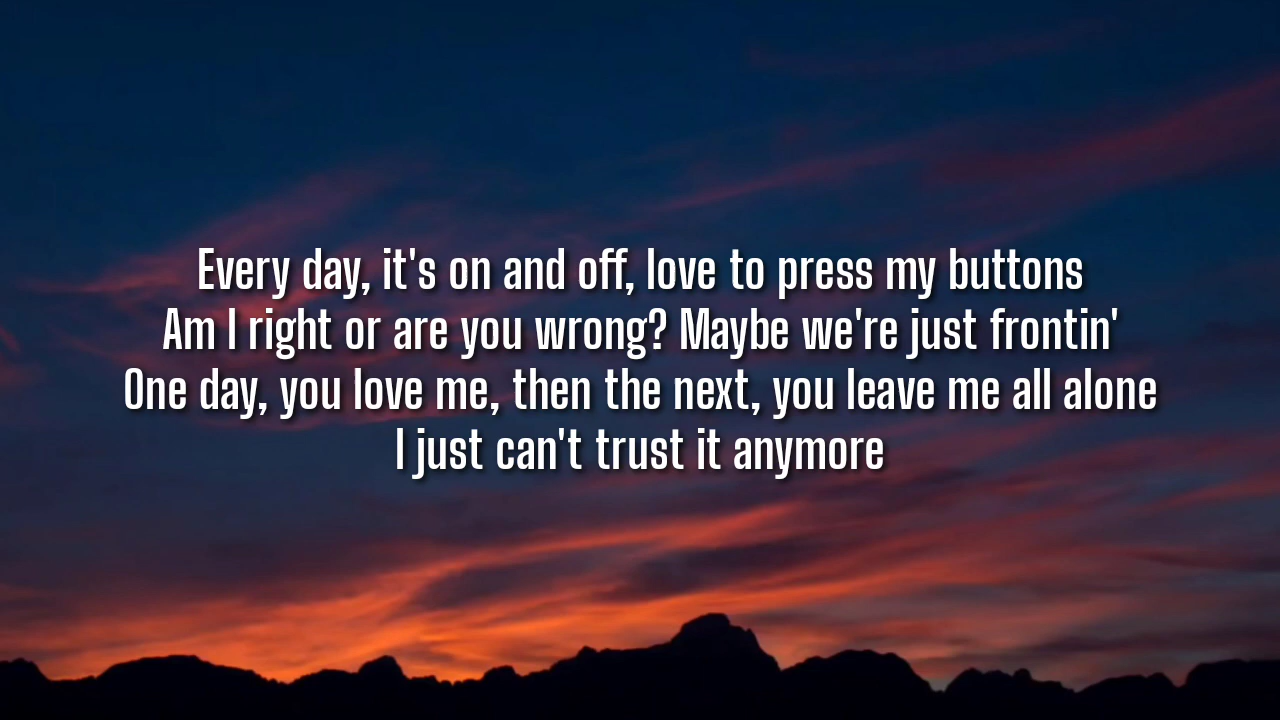 Every day, it's on and off, love to press my buttons
Am I right or are you wrong? Maybe we're just frontin'
One day, you love me, then the next, you leave me all alone
I just can't trust it anymore